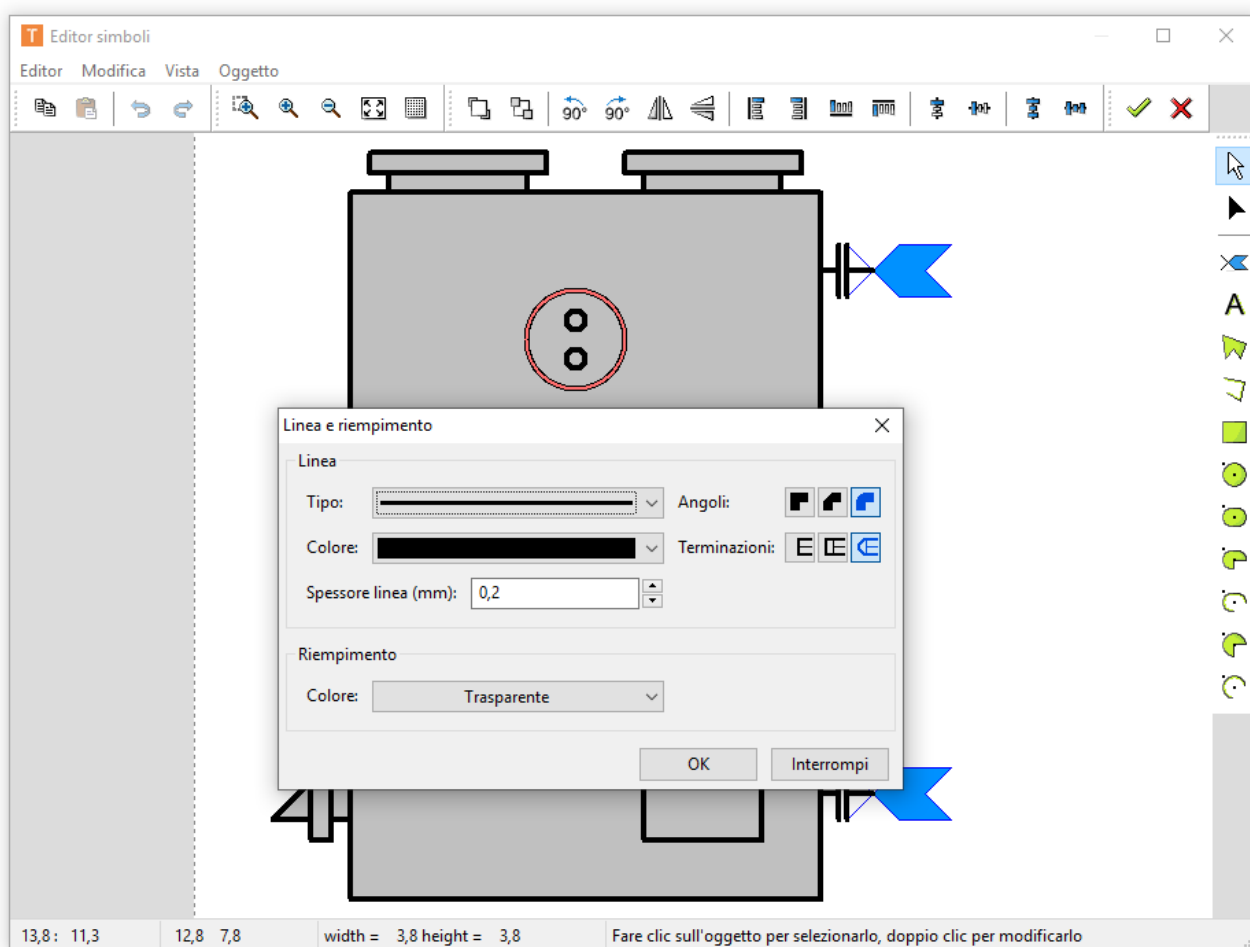 T Editor simboli
Editor Modifica Vista Oggetto
90° 90°
A
Linea e riempimento
Linea
Tipo: Angoli:
Colore: Terminazioni:
Spessore linea (mm): 0,2
Riempimento
Colore: Trasparente
OK Interrompi
13,8 : 11,3 12,8 7,8 width = 3,8 height = 3,8 Fare clic sull'oggetto per selezionarlo, doppio clic per modificarlo